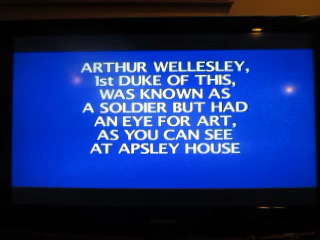 ARTHUR WELLESLEY,
1st DUKE OF THIS,
WAS KNOWN AS
A SOLDIER BUT HAD
AN EYE FOR ART,
AS YOU CAN SEE
AT APSLEY HOUSE